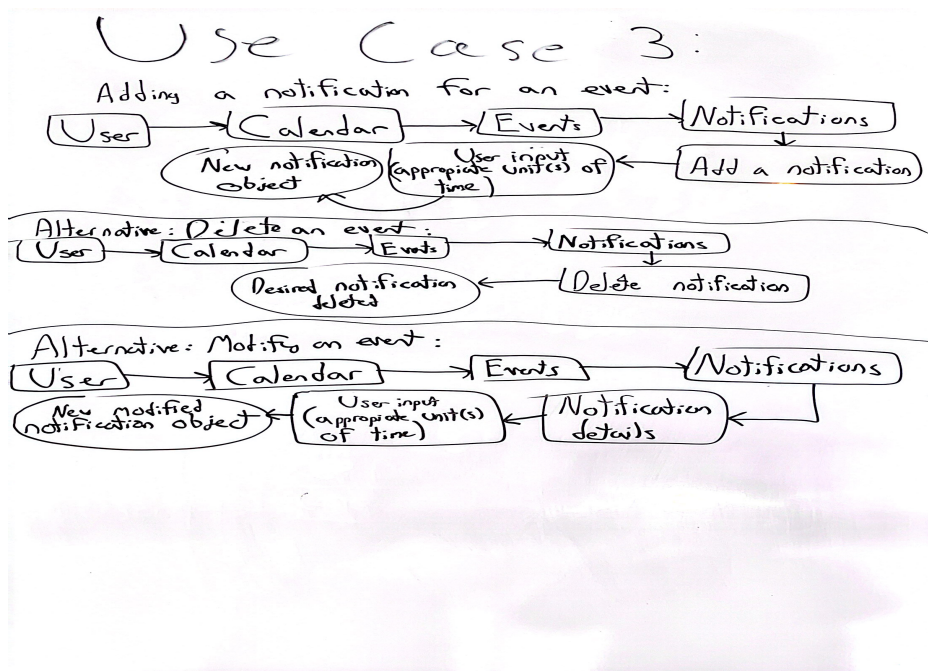 Use Case 3:
Adding a notification for an event:
User Calendar Events Notifications
Add a notification
User input
(appropiate unit(s) of
time)
New notification
object
Alternative: Delete an event:
User Calendar Events Notifications
Delete notification
Desired notification
deleted
Alternative: Modify an event:
User Calendar Events Notifications
Notification
details
User input
(appropiate unit(s)
of time)
New modified
notification object